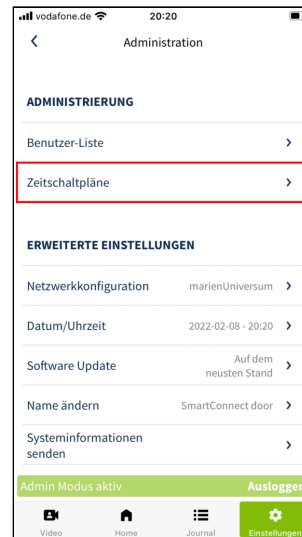 vodafone.de 20:20
Administration
ADMINISTRIERUNG
Benutzer-Liste
Zeitschaltpläne
ERWEITERTE EINSTELLUNGEN
Netzwerkkonfiguration marienUniversum
Datum/Uhrzeit 2022-02-08 - 20:20
Software Update Auf dem
neusten Stand
Name ändern SmartConnect door
Systeminformationen
senden
Admin Modus aktiv Ausloggen
Video Home Journal Einstellungen